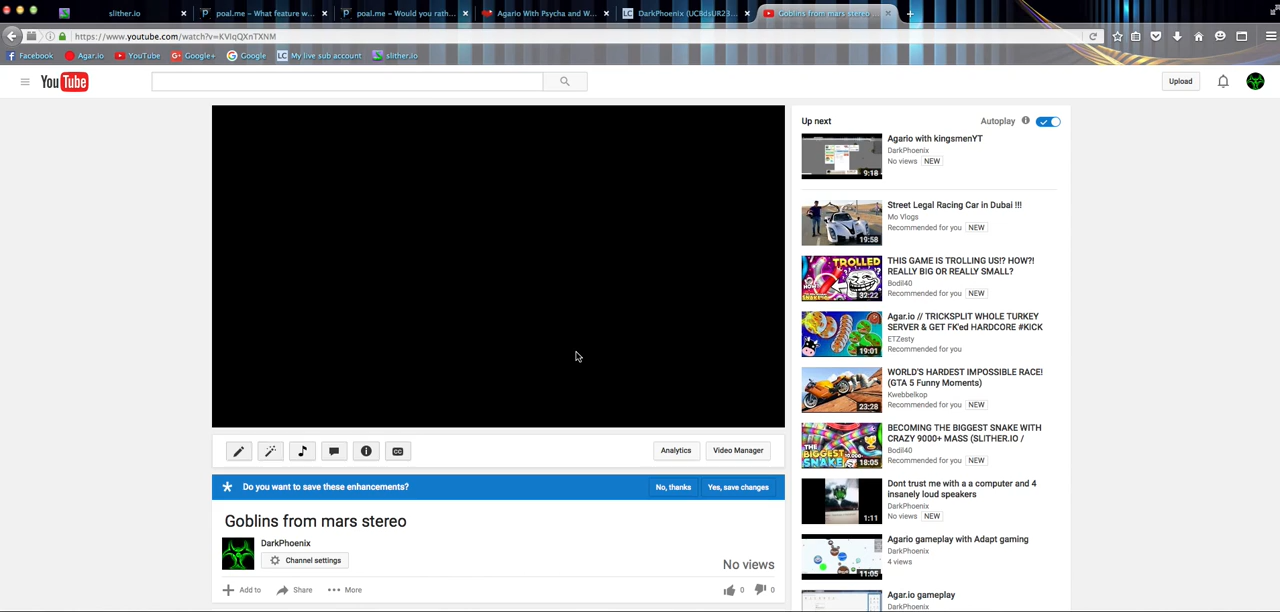 slither.io
poal.me - What feature w...
poal.me - Would you rath...
Agario With Psycha and W...
DarkPhoenix (UCBdsUR23...
Goblins from mars stereo...
https://www.youtube.com/watch?v=KVlqQXnTXNM
Facebook
Agar.io
YouTube
Google+
Google
My live sub account
slither.io
YouTube
Upload
Up next
Autoplay
Agario with kingsmenYT
DarkPhoenix
No views NEW
9:18
Street Legal Racing Car in Dubai !!!
Mo Vlogs
Recommended for you NEW
19:58
THIS GAME IS TROLLING US!? HOW?!
REALLY BIG OR REALLY SMALL?
Bodil40
Recommended for you NEW
TROLLED
32:22
Agar.io // TRICKSPLIT WHOLE TURKEY
SERVER & GET FK'ed HARDCORE #KICK
ETZesty
Recommended for you
19:01
WORLD'S HARDEST IMPOSSIBLE RACE!
(GTA 5 Funny Moments)
Kwebbelkop
Recommended for you NEW
23:28
BECOMING THE BIGGEST SNAKE WITH
CRAZY 9000+ MASS (SLITHER.IO /
Bodil40
Recommended for you NEW
THE
BIGGEST
SNAKE
18:05
Dont trust me with a a computer and 4
insanely loud speakers
DarkPhoenix
No views NEW
1:11
Agario gameplay with Adapt gaming
DarkPhoenix
4 views
11:05
Agar.io gameplay
DarkPhoenix
CC
Analytics
Video Manager
Do you want to save these enhancements?
No, thanks
Yes, save changes
Goblins from mars stereo
DarkPhoenix
Channel settings
No views
Add to
Share
More
0
0